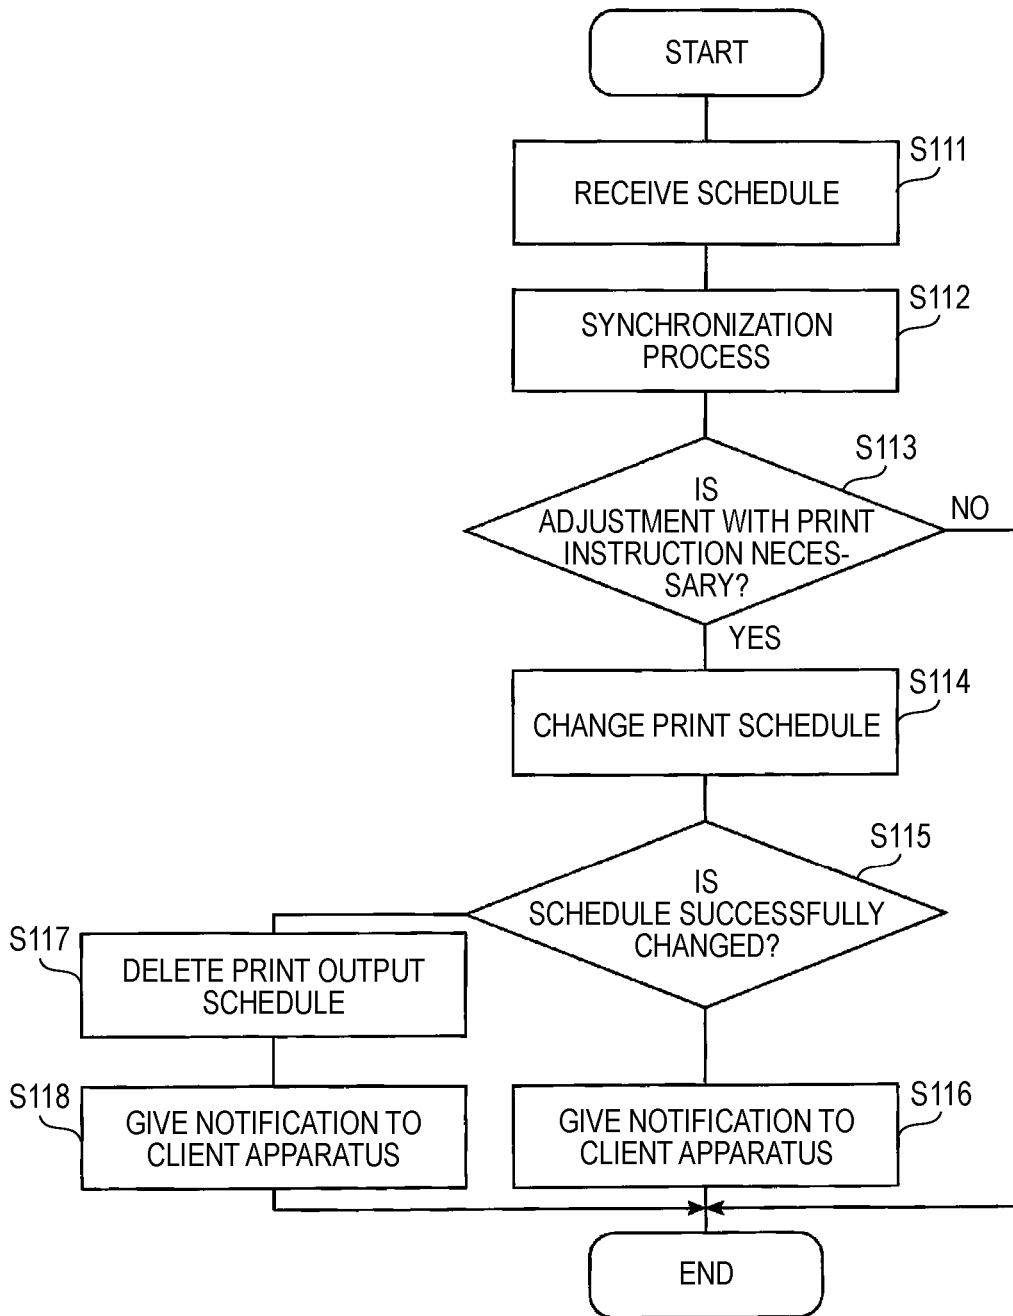 START
S111
RECEIVE SCHEDULE
S112
SYNCHRONIZATION
PROCESS
S113
IS
ADJUSTMENT WITH PRINT
INSTRUCTION NECES-
SARY?
NO
YES
S114
CHANGE PRINT SCHEDULE
S115
IS
SCHEDULE SUCCESSFULLY
CHANGED?
S117
DELETE PRINT OUTPUT
SCHEDULE
S118
GIVE NOTIFICATION TO
CLIENT APPARATUS
S116
GIVE NOTIFICATION TO
CLIENT APPARATUS
END